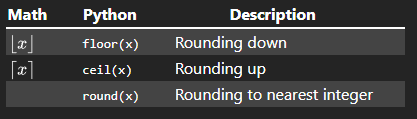 Math Python Description
⌊x⌋ floor(x) Rounding down
⌈x⌉ ceil(x) Rounding up
round(x) Rounding to nearest integer